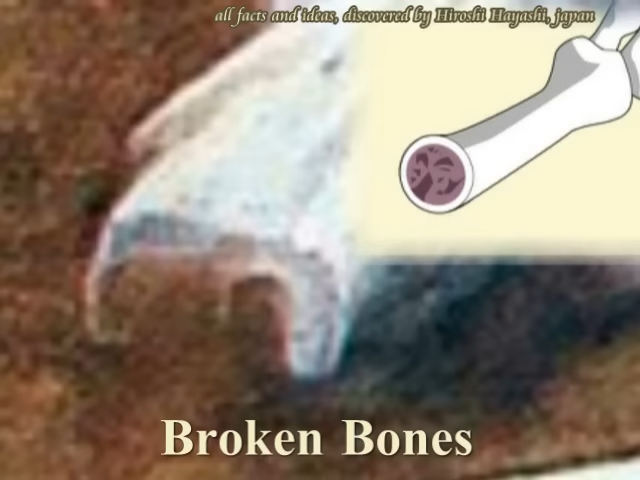 all facts and ideas, discovered by Hiroshi Hayashi, japan
Broken Bones